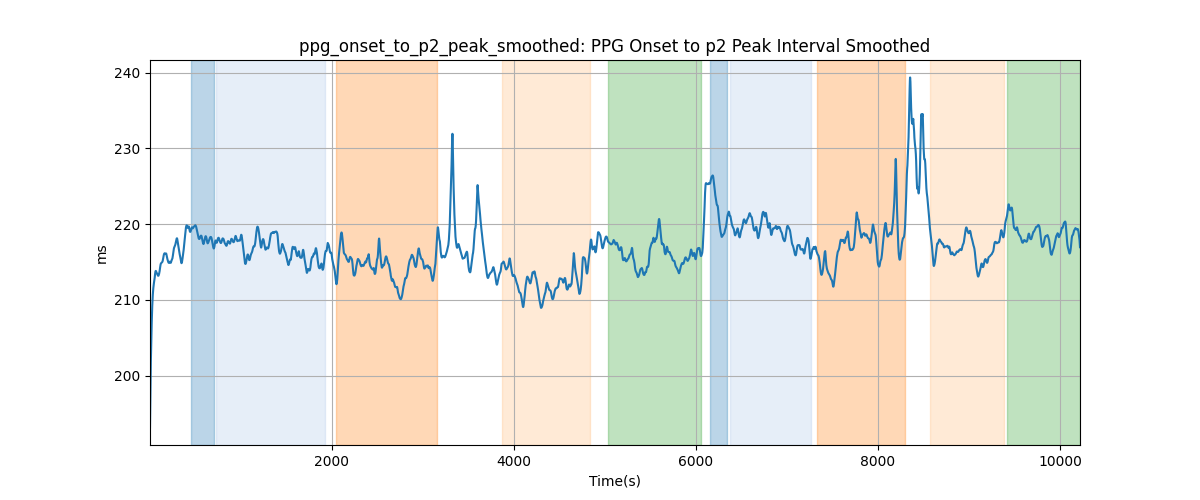 ppg_onset_to_p2_peak_smoothed: PPG Onset to p2 Peak Interval Smoothed
240
230
220
210
200
ms
2000 4000 6000 8000 10000
Time(s)